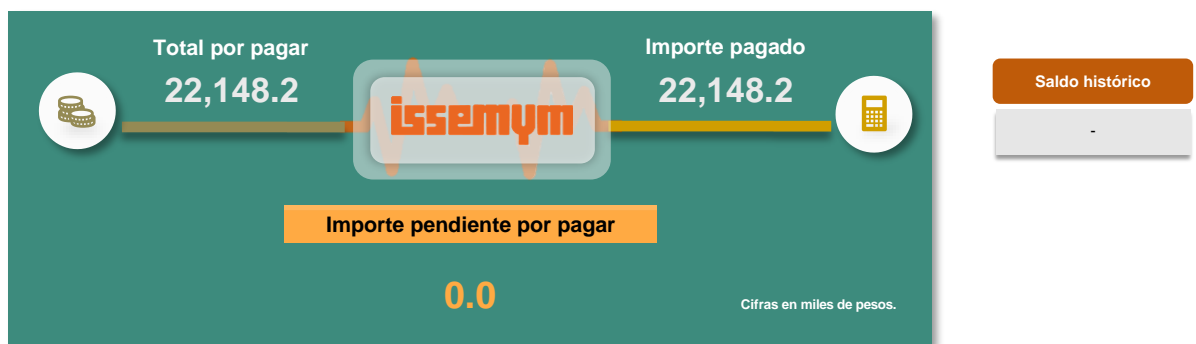 Total por pagar
22,148.2
issemym
Importe pagado
22,148.2
Importe pendiente por pagar
0.0
Cifras en miles de pesos.
Saldo histórico
-